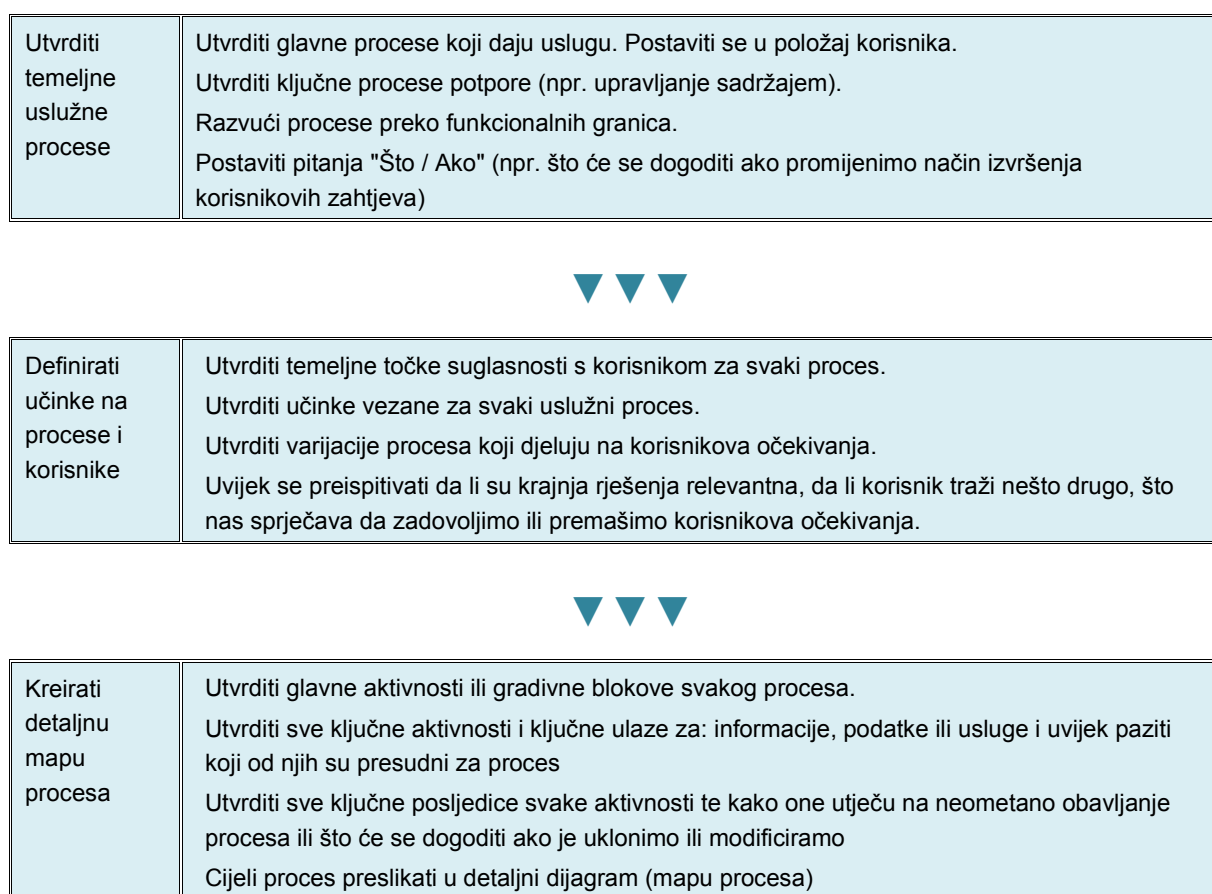 Utvrditi
temeljne
uslužne
procese
Utvrditi glavne procese koji daju uslugu. Postaviti se u položaj korisnika.
Utvrditi ključne procese potpore (npr. upravljanje sadržajem).
Razvući procese preko funkcionalnih granica.
Postaviti pitanja "Što / Ako" (npr. što će se dogoditi ako promijenimo način izvršenja
korisnikovih zahtjeva)
Definirati
učinke na
procese i
korisnike
Utvrditi temeljne točke suglasnosti s korisnikom za svaki proces.
Utvrditi učinke vezane za svaki uslužni proces.
Utvrditi varijacije procesa koji djeluju na korisnikova očekivanja.
Uvijek se preispitivati da li su krajnja rješenja relevantna, da li korisnik traži nešto drugo, što
nas sprječava da zadovoljimo ili premašimo korisnikova očekivanja.
Kreirati
detaljnu
mapu
procesa
Utvrditi glavne aktivnosti ili gradivne blokove svakog procesa.
Utvrditi sve ključne aktivnosti i ključne ulaze za: informacije, podatke ili usluge i uvijek paziti
koji od njih su presudni za proces
Utvrditi sve ključne posljedice svake aktivnosti te kako one utječu na neometano obavljanje
procesa ili što će se dogoditi ako je uklonimo ili modificiramo
Cijeli proces preslikati u detaljni dijagram (mapu procesa)